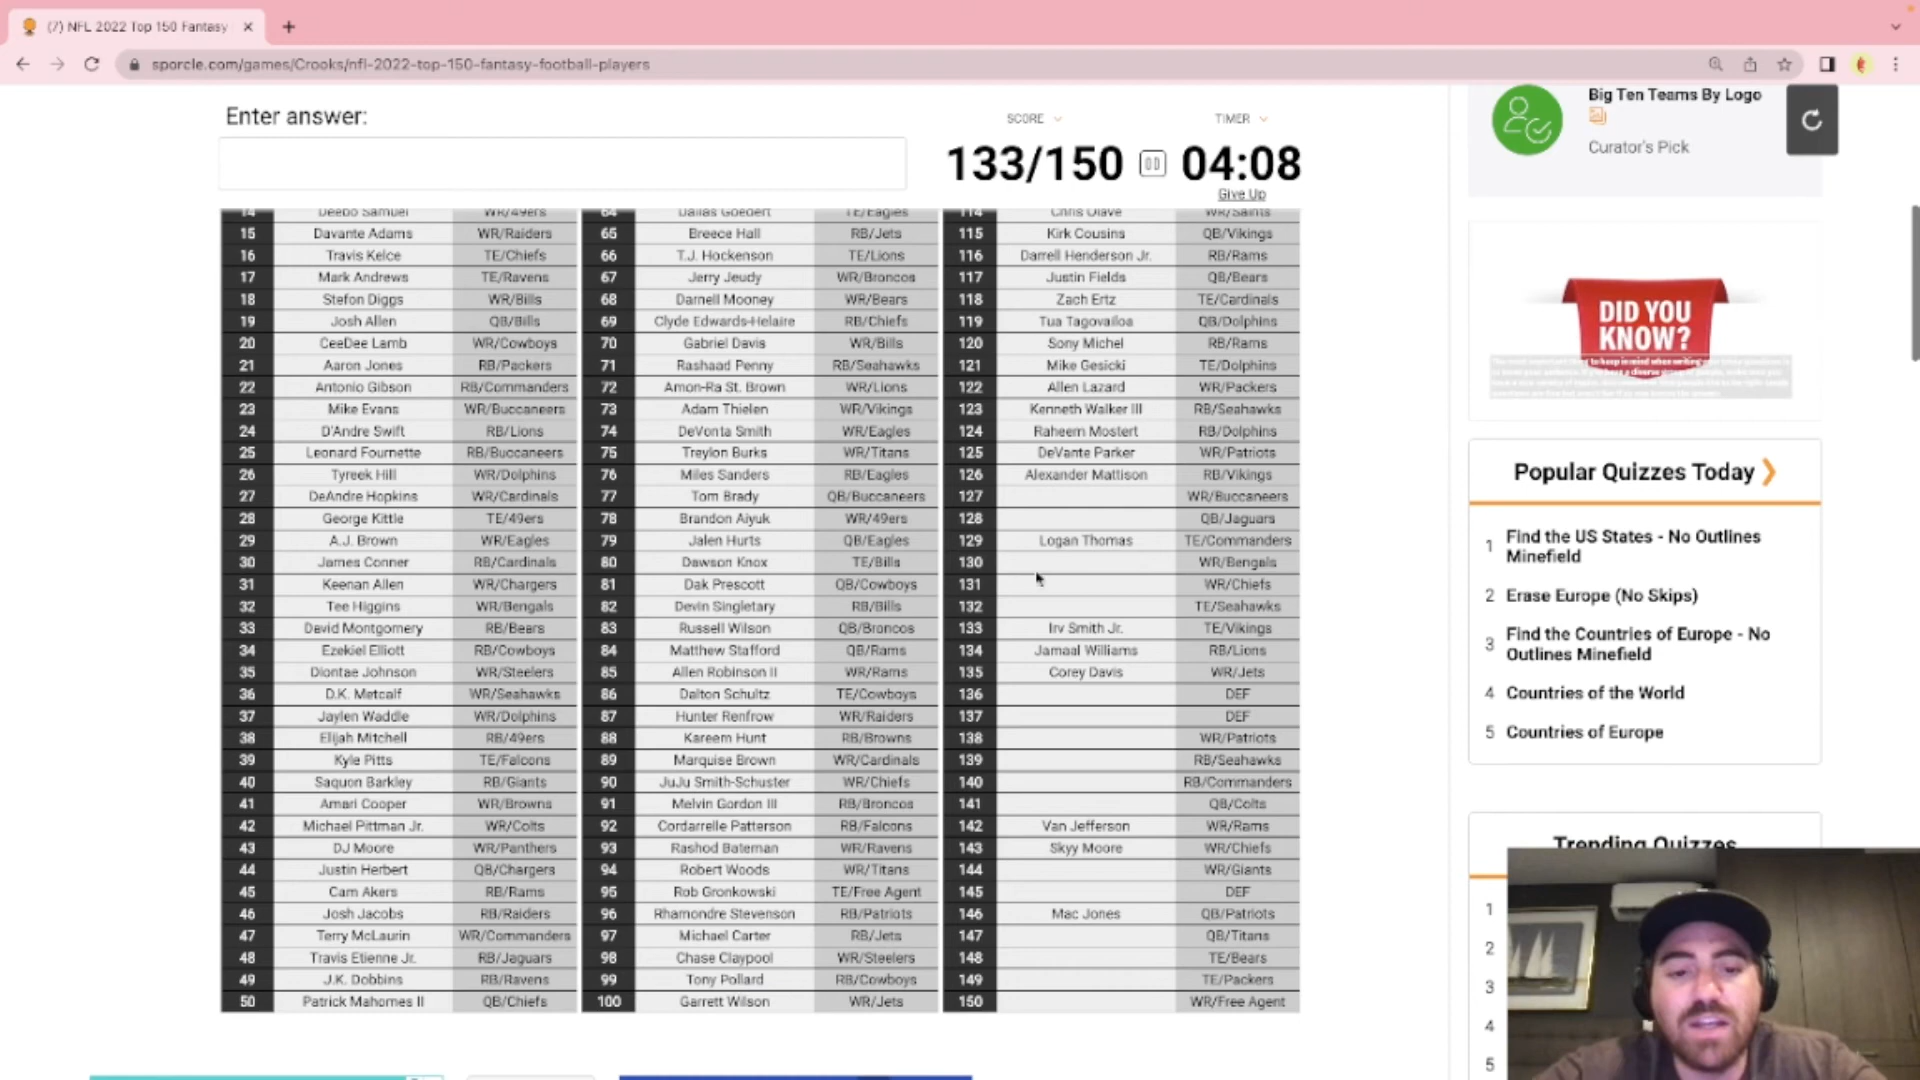 (7) NFL 2022 Top 150 Fantasy
sporcle.com/games/Crooks/nfl-2022-top-150-fantasy-football-players
Enter answer:
SCORE
TIMER
133/150
04:08
Give Up
14 Deebo Samuel WR/49ers
15 Davante Adams WR/Raiders
16 Travis Kelce TE/Chiefs
17 Mark Andrews TE/Ravens
18 Stefon Diggs WR/Bills
19 Josh Allen QB/Bills
20 CeeDee Lamb WR/Cowboys
21 Aaron Jones RB/Packers
22 Antonio Gibson RB/Commanders
23 Mike Evans WR/Buccaneers
24 D'Andre Swift RB/Lions
25 Leonard Fournette RB/Buccaneers
26 Tyreek Hill WR/Dolphins
27 DeAndre Hopkins WR/Cardinals
28 George Kittle TE/49ers
29 A.J. Brown WR/Eagles
30 James Conner RB/Cardinals
31 Keenan Allen WR/Chargers
32 Tee Higgins WR/Bengals
33 David Montgomery RB/Bears
34 Ezekiel Elliott RB/Cowboys
35 Diontae Johnson WR/Steelers
36 D.K. Metcalf WR/Seahawks
37 Jaylen Waddle WR/Dolphins
38 Elijah Mitchell RB/49ers
39 Kyle Pitts TE/Falcons
40 Saquon Barkley RB/Giants
41 Amari Cooper WR/Browns
42 Michael Pittman Jr. WR/Colts
43 DJ Moore WR/Panthers
44 Justin Herbert QB/Chargers
45 Cam Akers RB/Rams
46 Josh Jacobs RB/Raiders
47 Terry McLaurin WR/Commanders
48 Travis Etienne Jr. RB/Jaguars
49 J.K. Dobbins RB/Ravens
50 Patrick Mahomes II QB/Chiefs
64 Dallas Goedert TE/Eagles
65 Breece Hall RB/Jets
66 T.J. Hockenson TE/Lions
67 Jerry Jeudy WR/Broncos
68 Darnell Mooney WR/Bears
69 Clyde Edwards-Helaire RB/Chiefs
70 Gabriel Davis WR/Bills
71 Rashaad Penny RB/Seahawks
72 Amon-Ra St. Brown WR/Lions
73 Adam Thielen WR/Vikings
74 DeVonta Smith WR/Eagles
75 Treylon Burks WR/Titans
76 Miles Sanders RB/Eagles
77 Tom Brady QB/Buccaneers
78 Brandon Aiyuk WR/49ers
79 Jalen Hurts QB/Eagles
80 Dawson Knox TE/Bills
81 Dak Prescott QB/Cowboys
82 Devin Singletary RB/Bills
83 Russell Wilson QB/Broncos
84 Matthew Stafford QB/Rams
85 Allen Robinson II WR/Rams
86 Dalton Schultz TE/Cowboys
87 Hunter Renfrow WR/Raiders
88 Kareem Hunt RB/Browns
89 Marquise Brown WR/Cardinals
90 JuJu Smith-Schuster WR/Chiefs
91 Melvin Gordon III RB/Broncos
92 Cordarrelle Patterson RB/Falcons
93 Rashod Bateman WR/Ravens
94 Robert Woods WR/Titans
95 Rob Gronkowski TE/Free Agent
96 Rhamondre Stevenson RB/Patriots
97 Michael Carter RB/Jets
98 Chase Claypool WR/Steelers
99 Tony Pollard RB/Cowboys
100 Garrett Wilson WR/Jets
114 Chris Olave WR/Saints
115 Kirk Cousins QB/Vikings
116 Darrell Henderson Jr. RB/Rams
117 Justin Fields QB/Bears
118 Zach Ertz TE/Cardinals
119 Tua Tagovailoa QB/Dolphins
120 Sony Michel RB/Rams
121 Mike Gesicki TE/Dolphins
122 Allen Lazard WR/Packers
123 Kenneth Walker III RB/Seahawks
124 Raheem Mostert RB/Dolphins
125 DeVante Parker WR/Patriots
126 Alexander Mattison RB/Vikings
127 WR/Buccaneers
128 QB/Jaguars
129 Logan Thomas TE/Commanders
130 WR/Bengals
131 WR/Chiefs
132 TE/Seahawks
133 Irv Smith Jr. TE/Vikings
134 Jamaal Williams RB/Lions
135 Corey Davis WR/Jets
136 DEF
137 DEF
138 WR/Patriots
139 RB/Seahawks
140 RB/Commanders
141 QB/Colts
142 Van Jefferson WR/Rams
143 Skyy Moore WR/Chiefs
144 WR/Giants
145 DEF
146 Mac Jones QB/Patriots
147 QB/Titans
148 TE/Bears
149 TE/Packers
150 WR/Free Agent
Big Ten Teams By Logo
Curator's Pick
DID YOU
KNOW?
Popular Quizzes Today
1 Find the US States - No Outlines
Minefield
2 Erase Europe (No Skips)
3 Find the Countries of Europe - No
Outlines Minefield
4 Countries of the World
5 Countries of Europe
Trending Quizzes
1
2
3
4
5